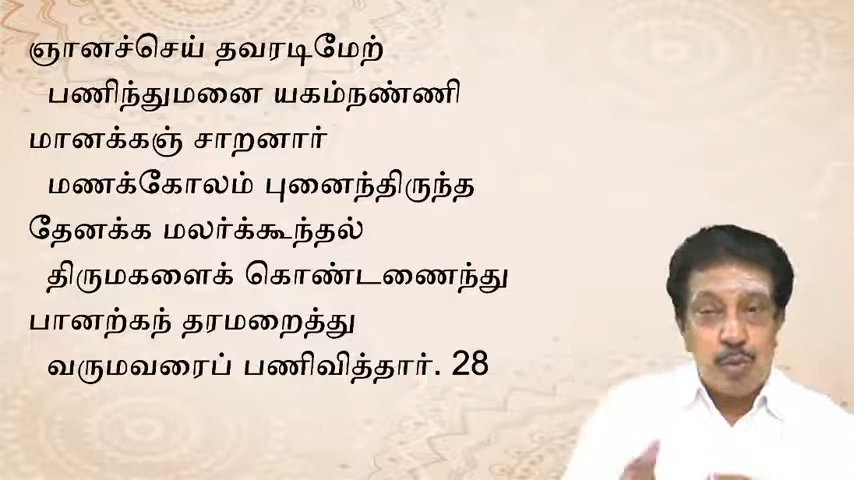 ஞானச்செய் தவரடிமேற்
பணிந்துமனை யகம்நண்ணி
மானக்கஞ் சாறனார்
மணக்கோலம் புனைந்திருந்த
தேனக்க மலர்க்கூந்தல்
திருமகளைக் கொண்டணைந்து
பானற்கந் தரமறைத்து
வருமவரைப் பணிவித்தார். 28